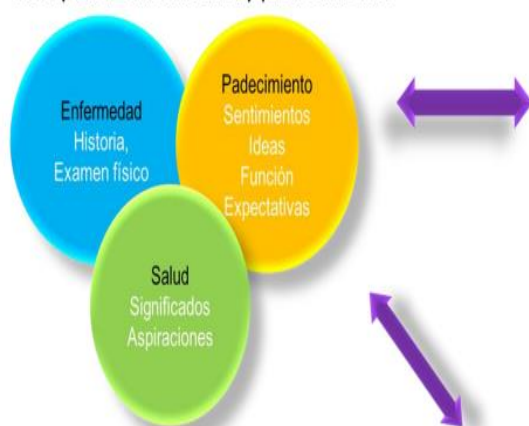 Enfermedad
Historia,
Examen físico
Padecimiento
Sentimientos
Ideas
Función
Expectativas
Salud
Significados
Aspiraciones